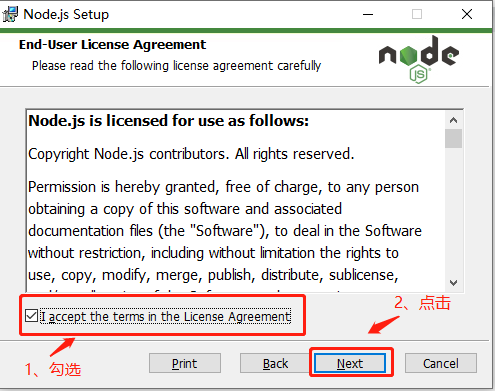 Node.js Setup
End-User License Agreement
Please read the following license agreement carefully
node
JS
Node.js is licensed for use as follows:
Copyright Node.js contributors. All rights reserved.
Permission is hereby granted, free of charge, to any person
obtaining a copy of this software and associated
documentation files (the "Software"), to deal in the Software
without restriction, including without limitation the rights to
use, copy, modify, merge, publish, distribute, sublicense,
I accept the terms in the License Agreement
2、点击
1、勾选
Print
Back
Next
Cancel